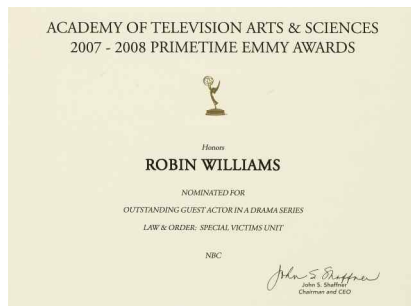 ACADEMY OF TELEVISION ARTS & SCIENCES
2007 - 2008 PRIMETIME EMMY AWARDS
Honors
ROBIN WILLIAMS
NOMINATED FOR
OUTSTANDING GUEST ACTOR IN A DRAMA SERIES
LAW & ORDER: SPECIAL VICTIMS UNIT
NBC
John S. Shaffner
John S. Shaffner
Chairman and CEO